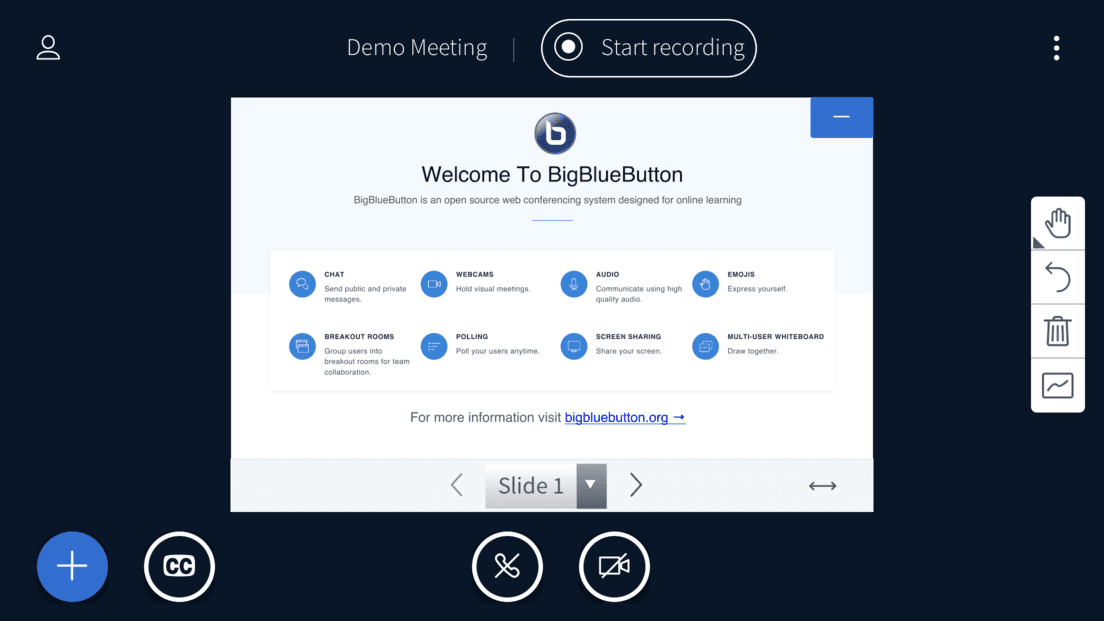 Demo Meeting
Start recording
Welcome To BigBlueButton
BigBlueButton is an open source web conferencing system designed for online learning
CHAT
Send public and private
messages.
WEBCAMS
Hold visual meetings.
AUDIO
Communicate using high
quality audio.
EMOJIS
Express yourself.
BREAKOUT ROOMS
Group users into
breakout rooms for team
collaboration.
POLLING
Poll your users anytime.
SCREEN SHARING
Share your screen.
MULTI-USER WHITEBOARD
Draw together.
For more information visit bigbluebutton.org →
Slide 1
CC